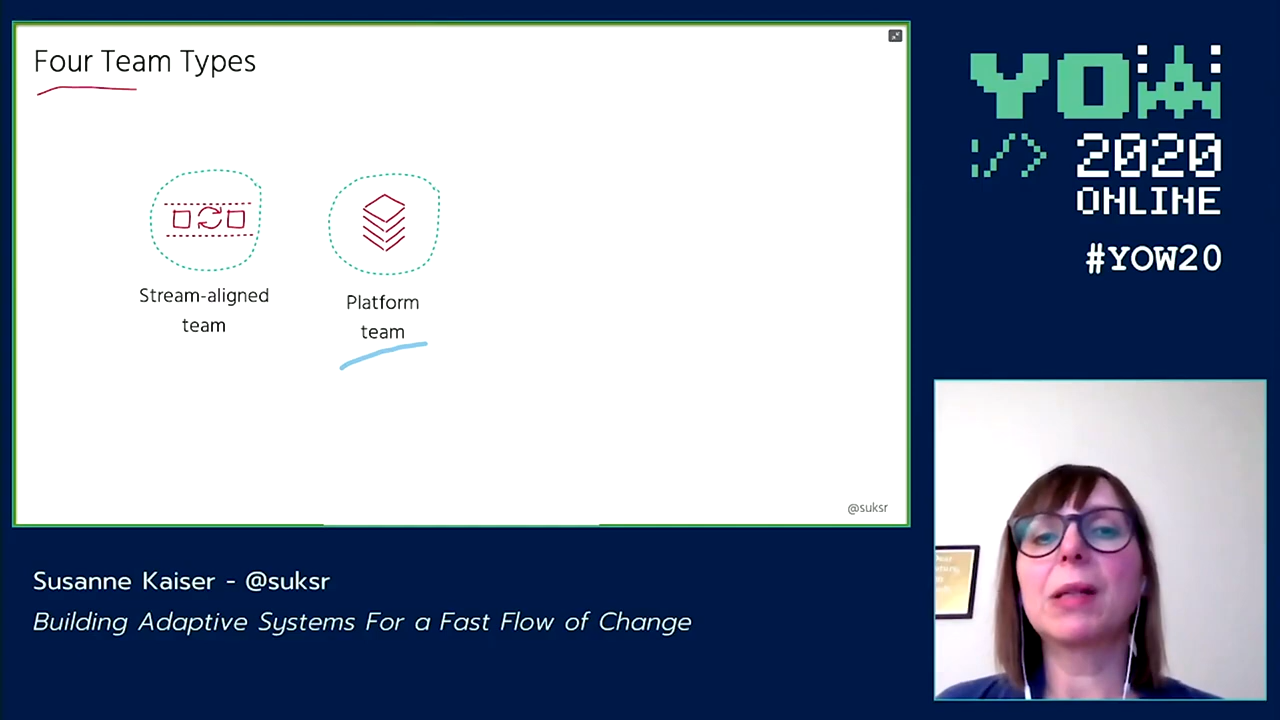 Four Team Types
Stream-aligned
team
Platform
team
@suksr
YOW
:/> 2020
ONLINE
#YOW20
Susanne Kaiser - @suksr
Building Adaptive Systems For a Fast Flow of Change